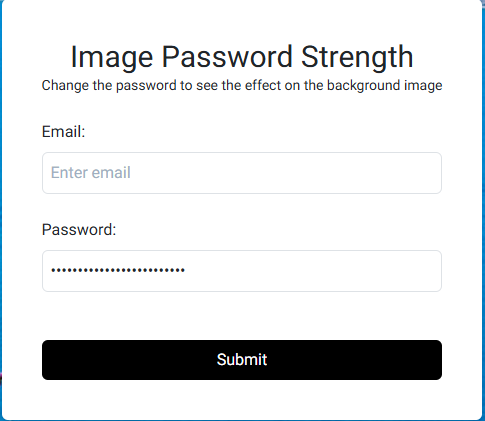 Image Password Strength
Change the password to see the effect on the background image
Email:
Enter email
Password:
•••••••••••••••••••••••••
Submit